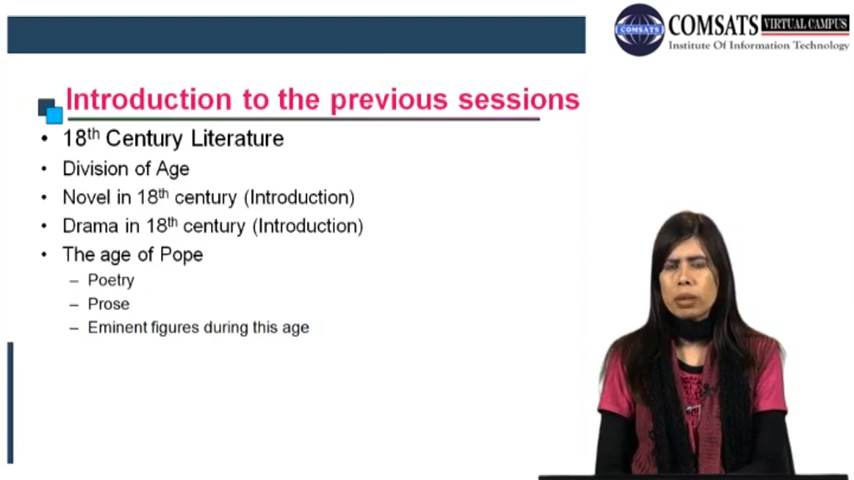 COMSATS VIRTUAL CAMPUS
COMSATS
Institute Of Information Technology
Introduction to the previous sessions
• 18th Century Literature
• Division of Age
• Novel in 18th century (Introduction)
• Drama in 18th century (Introduction)
• The age of Pope
– Poetry
– Prose
– Eminent figures during this age